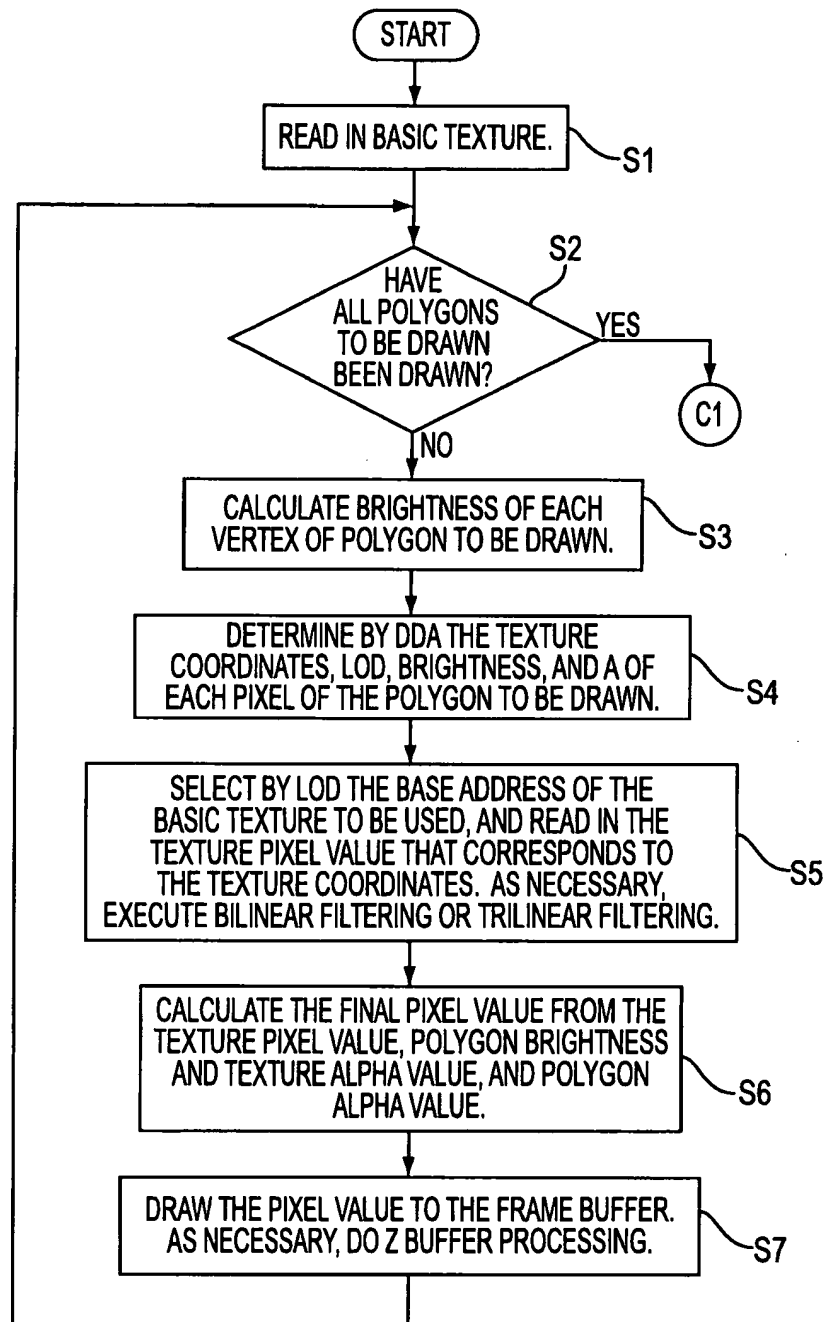 START
READ IN BASIC TEXTURE.
S1
S2
HAVE
ALL POLYGONS
TO BE DRAWN
BEEN DRAWN?
YES
C1
NO
CALCULATE BRIGHTNESS OF EACH
VERTEX OF POLYGON TO BE DRAWN.
S3
DETERMINE BY DDA THE TEXTURE
COORDINATES, LOD, BRIGHTNESS, AND A OF
EACH PIXEL OF THE POLYGON TO BE DRAWN.
S4
SELECT BY LOD THE BASE ADDRESS OF THE
BASIC TEXTURE TO BE USED, AND READ IN THE
TEXTURE PIXEL VALUE THAT CORRESPONDS TO
THE TEXTURE COORDINATES. AS NECESSARY,
EXECUTE BILINEAR FILTERING OR TRILINEAR FILTERING.
S5
CALCULATE THE FINAL PIXEL VALUE FROM THE
TEXTURE PIXEL VALUE, POLYGON BRIGHTNESS
AND TEXTURE ALPHA VALUE, AND POLYGON
ALPHA VALUE.
S6
DRAW THE PIXEL VALUE TO THE FRAME BUFFER.
AS NECESSARY, DO Z BUFFER PROCESSING.
S7